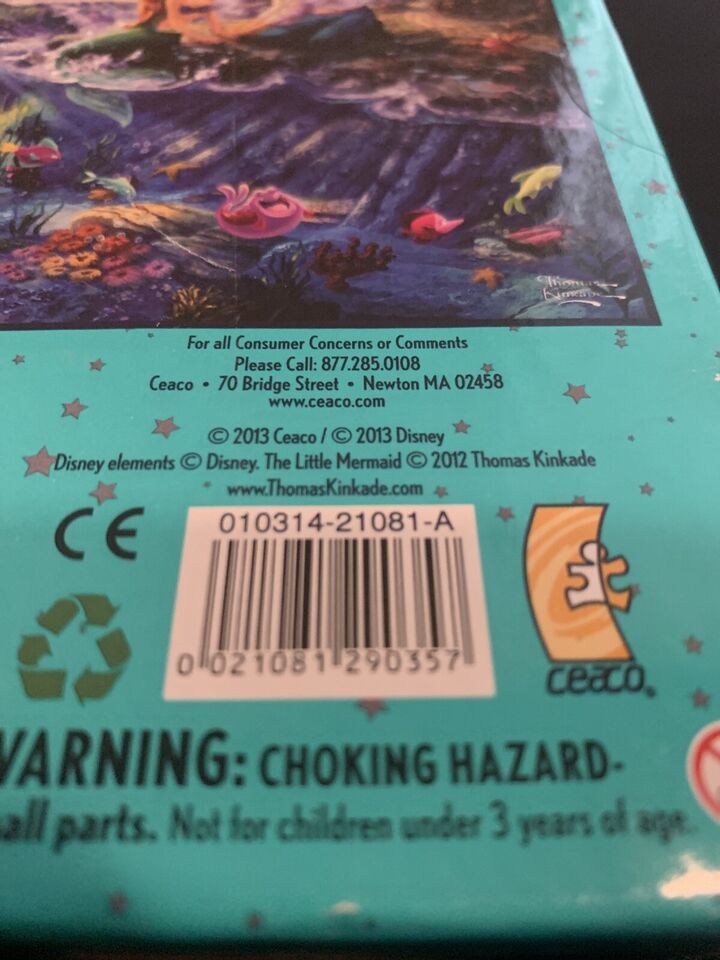 Thomas
Kinkade
For all Consumer Concerns or Comments
Please Call: 877.285.0108
Ceaco • 70 Bridge Street • Newton MA 02458
www.ceaco.com
© 2013 Ceaco / © 2013 Disney
Disney elements © Disney. The Little Mermaid © 2012 Thomas Kinkade
www.ThomasKinkade.com
CE
010314-21081-A
0 021081 290357
ceaco.
WARNING: CHOKING HAZARD-
all parts. Not for children under 3 years of age.